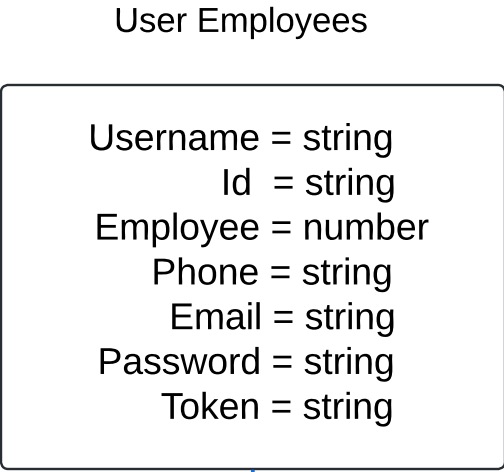 User Employees
Username = string
Id = string
Employee = number
Phone = string
Email = string
Password = string
Token = string